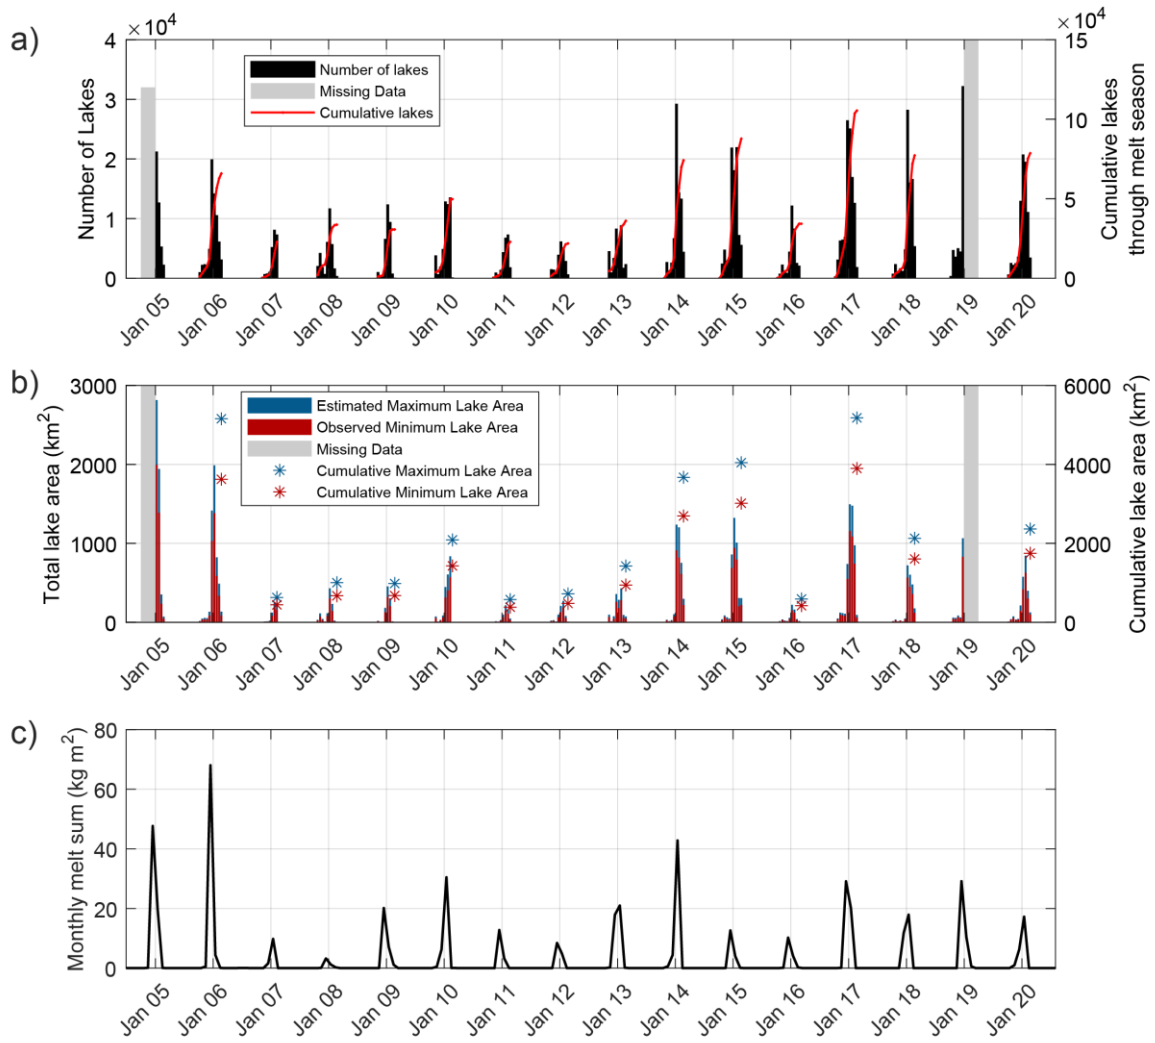 a)
×10⁴
×10⁴
Number of Lakes
4
3
2
1
0
Number of lakes
Missing Data
Cumulative lakes
15
10
5
0
Cumulative lakes
through melt season
Jan 05
Jan 06
Jan 07
Jan 08
Jan 09
Jan 10
Jan 11
Jan 12
Jan 13
Jan 14
Jan 15
Jan 16
Jan 17
Jan 18
Jan 19
Jan 20
b)
Total lake area (km²)
3000
2000
1000
0
Estimated Maximum Lake Area
Observed Minimum Lake Area
Missing Data
Cumulative Maximum Lake Area
Cumulative Minimum Lake Area
6000
4000
2000
0
Cumulative lake area (km²)
Jan 05
Jan 06
Jan 07
Jan 08
Jan 09
Jan 10
Jan 11
Jan 12
Jan 13
Jan 14
Jan 15
Jan 16
Jan 17
Jan 18
Jan 19
Jan 20
c)
Monthly melt sum (kg m²)
80
60
40
20
0
Jan 05
Jan 06
Jan 07
Jan 08
Jan 09
Jan 10
Jan 11
Jan 12
Jan 13
Jan 14
Jan 15
Jan 16
Jan 17
Jan 18
Jan 19
Jan 20